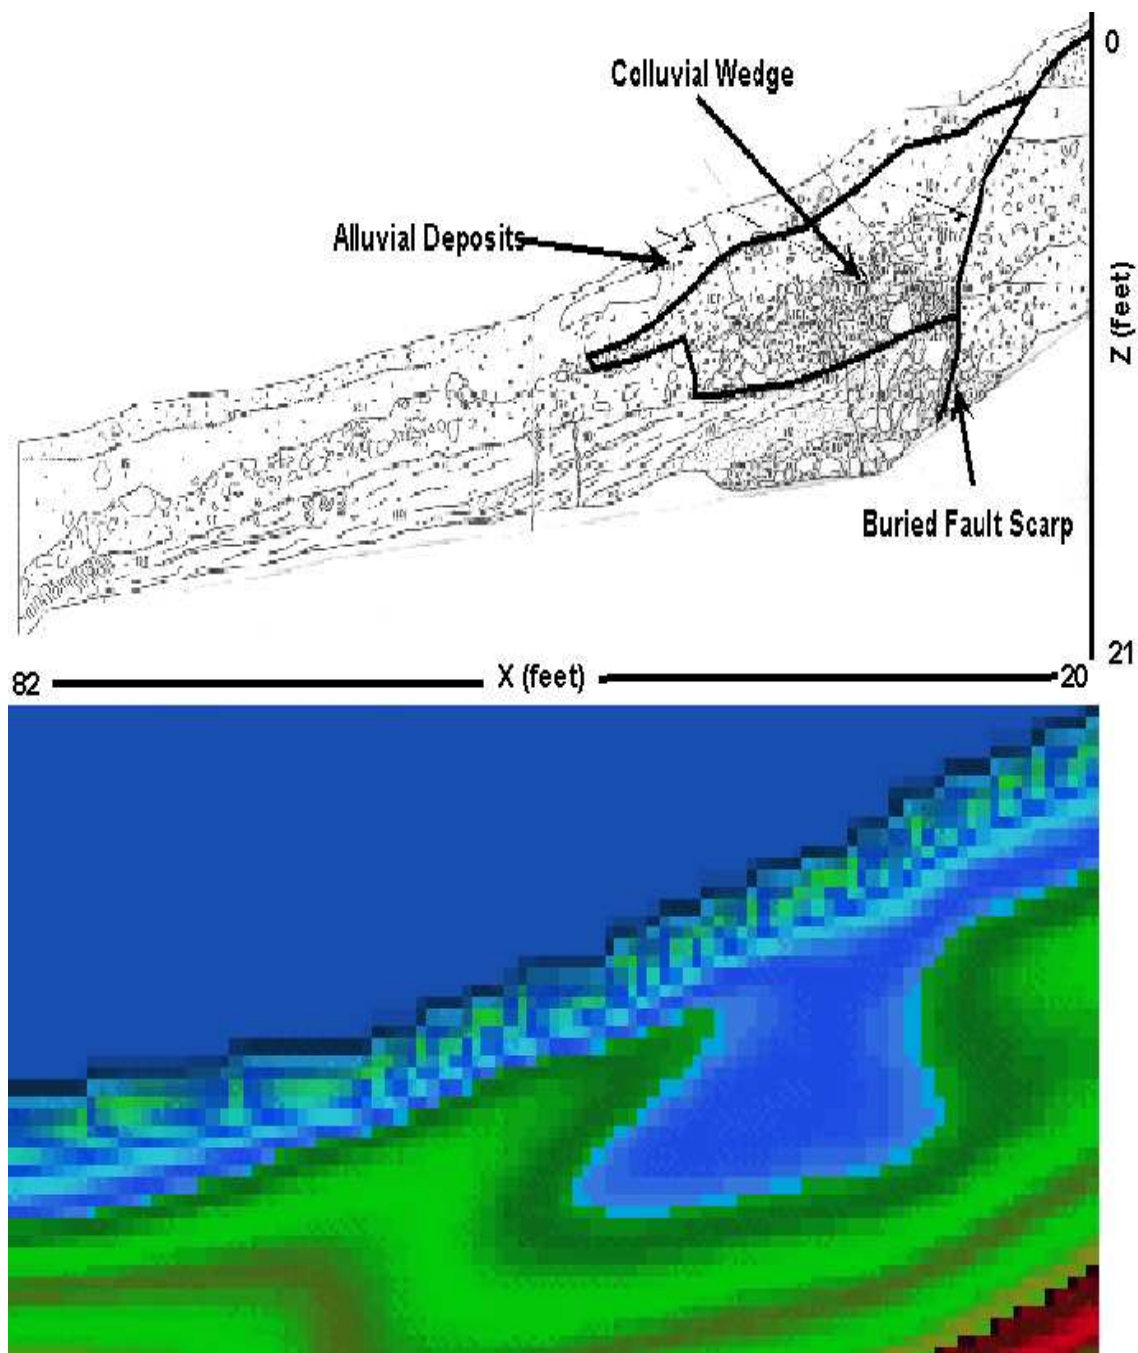 0
Colluvial Wedge
Alluvial Deposits
Z (feet)
Buried Fault Scarp
21
82
X (feet)
20